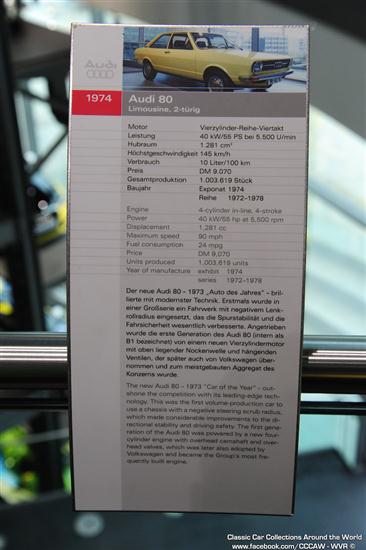 Audi
1974 Audi 80
Limousine, 2-türig
Motor Vierzylinder-Reihe-Viertakt
Leistung 40 kW/55 PS bei 5.500 U/min
Hubraum 1.281 cm³
Höchstgeschwindigkeit 145 km/h
Verbrauch 10 Liter/100 km
Preis DM 9.070
Gesamtproduktion 1.003.619 Stück
Baujahr Exponat 1974
Reihe 1972–1978
Engine 4-cylinder in-line, 4-stroke
Power 40 kW/55 hp at 5,500 rpm
Displacement 1,281 cc
Maximum speed 90 mph
Fuel consumption 24 mpg
Price DM 9,070
Units produced 1,003,619 units
Year of manufacture exhibit 1974
series 1972–1978
Der neue Audi 80 - 1973 „Auto des Jahres" - bril-
lierte mit modernster Technik. Erstmals wurde in
einer Großserie ein Fahrwerk mit negativem Lenk-
rollradius eingesetzt, das die Spurstabilität und die
Fahrsicherheit wesentlich verbesserte. Angetrieben
wurde die erste Generation des Audi 80 (intern als
B1 bezeichnet) von einem neuen Vierzylindermotor
mit oben liegender Nockenwelle und hängenden
Ventilen, der später auch von Volkswagen über-
nommen und zum meistgebauten Aggregat des
Konzerns wurde.
The new Audi 80 - 1973 "Car of the Year" - out-
shone the competition with its leading-edge tech-
nology. This was the first volume-production car to
use a chassis with a negative steering scrub radius,
which made considerable improvements to the di-
rectional stability and driving safety. The first gene-
ration of the Audi 80 was powered by a new four-
cylinder engine with overhead camshaft and over-
head valves, which was later also adopted by
Volkswagen and became the Group's most fre-
quently built engine.
Classic Car Collections Around the World
www.facebook.com/CCCAW - WVR ©